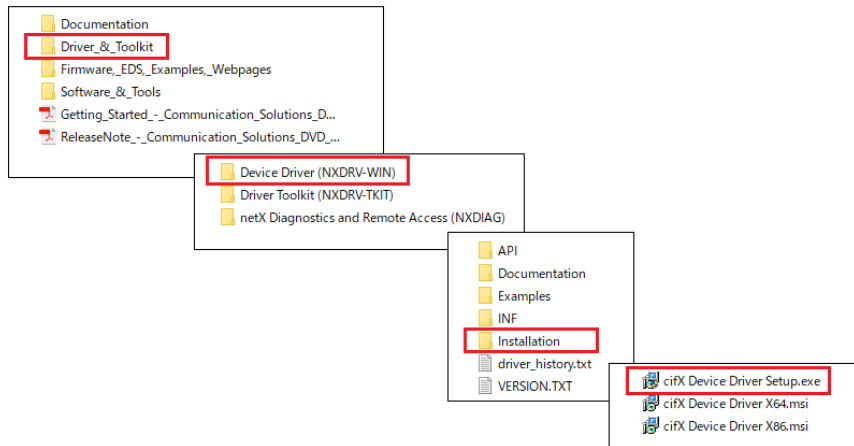 Documentation
Driver_&_Toolkit
Firmware,_EDS,_Examples,_Webpages
Software_&_Tools
Getting_Started_-_Communication_Solutions_D...
ReleaseNote_-_Communication_Solutions_DVD_...
Device Driver (NXDRV-WIN)
Driver Toolkit (NXDRV-TKIT)
netX Diagnostics and Remote Access (NXDIAG)
API
Documentation
Examples
INF
Installation
driver_history.txt
VERSION.TXT
cifX Device Driver Setup.exe
cifX Device Driver X64.msi
cifX Device Driver X86.msi